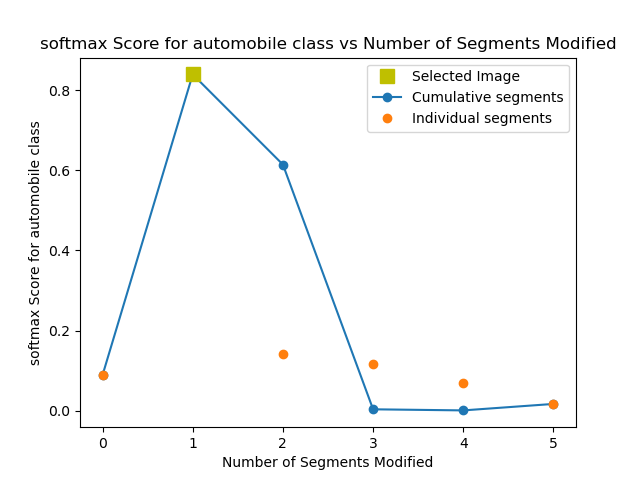 softmax Score for automobile class vs Number of Segments Modified
Selected Image
Cumulative segments
Individual segments
softmax Score for automobile class
0.8
0.6
0.4
0.2
0.0
0 1 2 3 4 5
Number of Segments Modified